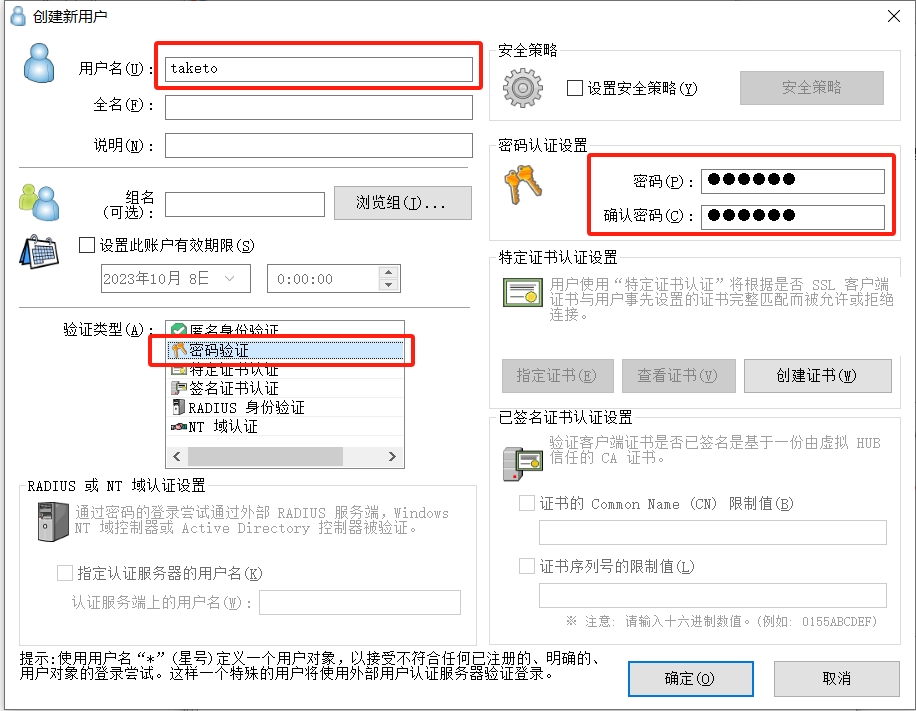 创建新用户
用户名(U)：
taketo
全名(F)：
说明(N)：
组名
(可选)：
浏览组(I)...
设置此账户有效期限(S)
2023年10月 8日
0:00:00
验证类型(A)：
匿名身份验证
密码验证
特定证书认证
签名证书认证
RADIUS 身份验证
NT 域认证
RADIUS 或 NT 域认证设置
通过密码的登录尝试通过外部 RADIUS 服务端，Windows
NT 域控制器或 Active Directory 控制器被验证。
指定认证服务器的用户名(K)
认证服务端上的用户名(W)：
安全策略
设置安全策略(Y)
安全策略
密码认证设置
密码(P)：
●●●●●●
确认密码(C)：
●●●●●●
特定证书认证设置
用户使用“特定证书认证”将根据是否 SSL 客户端
证书与用户事先设置的证书完整匹配而被允许或拒绝
连接。
指定证书(E)
查看证书(V)
创建证书(W)
已签名证书认证设置
验证客户端证书是否已签名是基于一份由虚拟 HUB
信任的 CA 证书。
证书的 Common Name (CN) 限制值(B)
证书序列号的限制值(L)
※ 注意: 请输入十六进制数值。(例如: 0155ABCDEF)
提示:使用用户名“*”(星号)定义一个用户对象，以接受不符合任何已注册的、明确的、
用户对象的登录尝试。这样一个特殊的用户将使用外部用户认证服务器验证登录。
确定(O)
取消